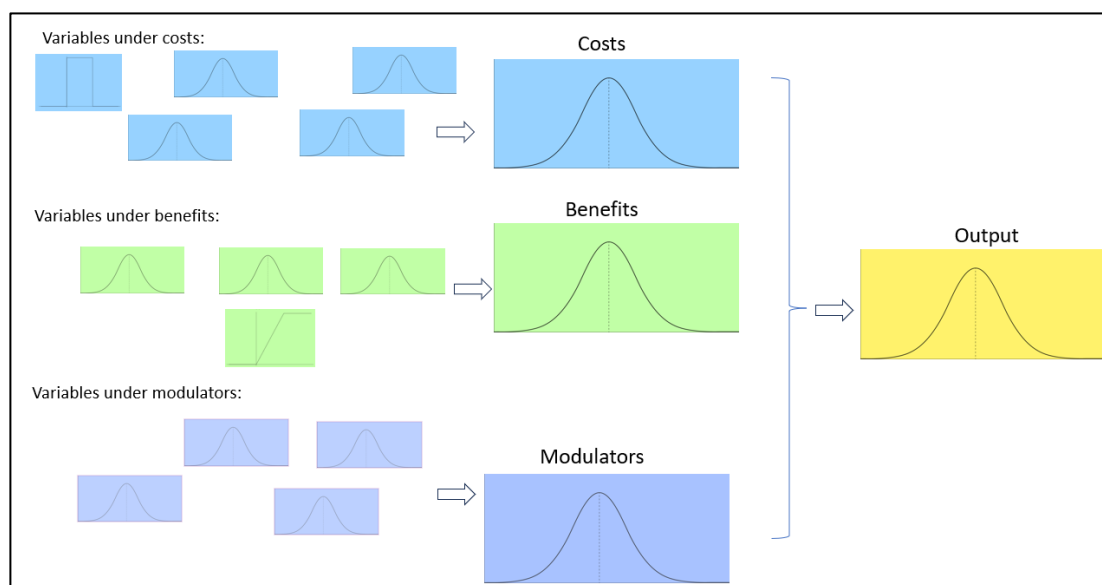 Variables under costs:
Costs
Variables under benefits:
Benefits
Output
Variables under modulators:
Modulators